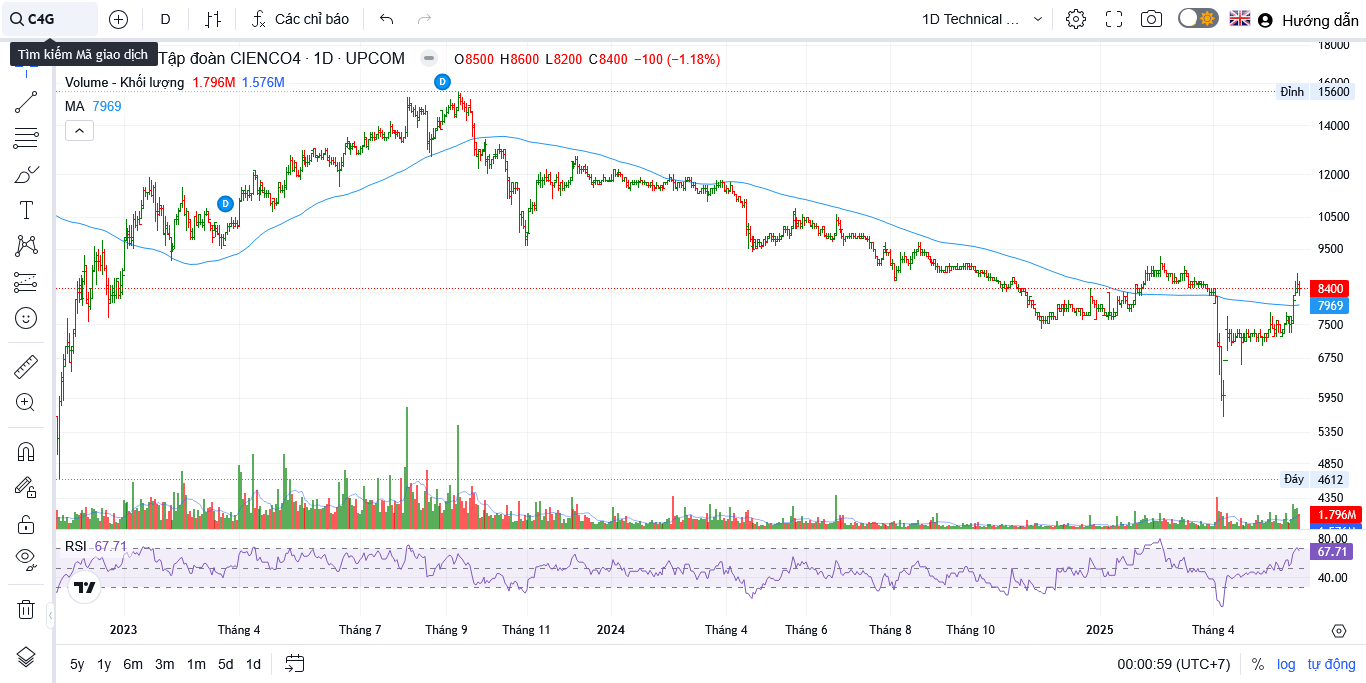 C4G
D
Các chỉ báo
1D Technical ...
Hướng dẫn
Tìm kiếm Mã giao dịch
Tập đoàn CIENCO4 · 1D · UPCOM
O8500 H8600 L8200 C8400 −100 (−1.18%)
Volume - Khối lượng 1.796M 1.576M
MA 7969
D
D
18000
16000
Đỉnh 15600
14000
12000
10500
9500
8400
7969
7500
6750
5950
5350
4850
Đáy 4612
4350
1.796M
80.00
RSI 67.71
67.71
40.00
2023 Tháng 4 Tháng 7 Tháng 9 Tháng 11 2024 Tháng 4 Tháng 6 Tháng 8 Tháng 10 2025 Tháng 4
5y 1y 6m 3m 1m 5d 1d
00:00:59 (UTC+7) % log tự động